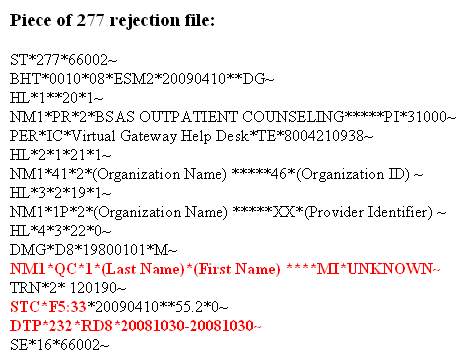 Piece of 277 rejection file:
ST*277*66002~
BHT*0010*08*ESM2*20090410**DG~
HL*1**20*1~
NM1*PR*2*BSAS OUTPATIENT COUNSELING*****PI*31000~
PER*IC*Virtual Gateway Help Desk*TE*8004210938~
HL*2*1*21*1~
NM1*41*2*(Organization Name) *****46*(Organization ID) ~
HL*3*2*19*1~
NM1*1P*2*(Organization Name) *****XX*(Provider Identifier) ~
HL*4*3*22*0~
DMG*D8*19800101*M~
NM1*QC*1*(Last Name)*(First Name) ****MI*UNKNOWN~
TRN*2* 120190~
STC*F5:33*20090410**55.2*0~
DTP*232*RD8*20081030-20081030~
SE*16*66002~